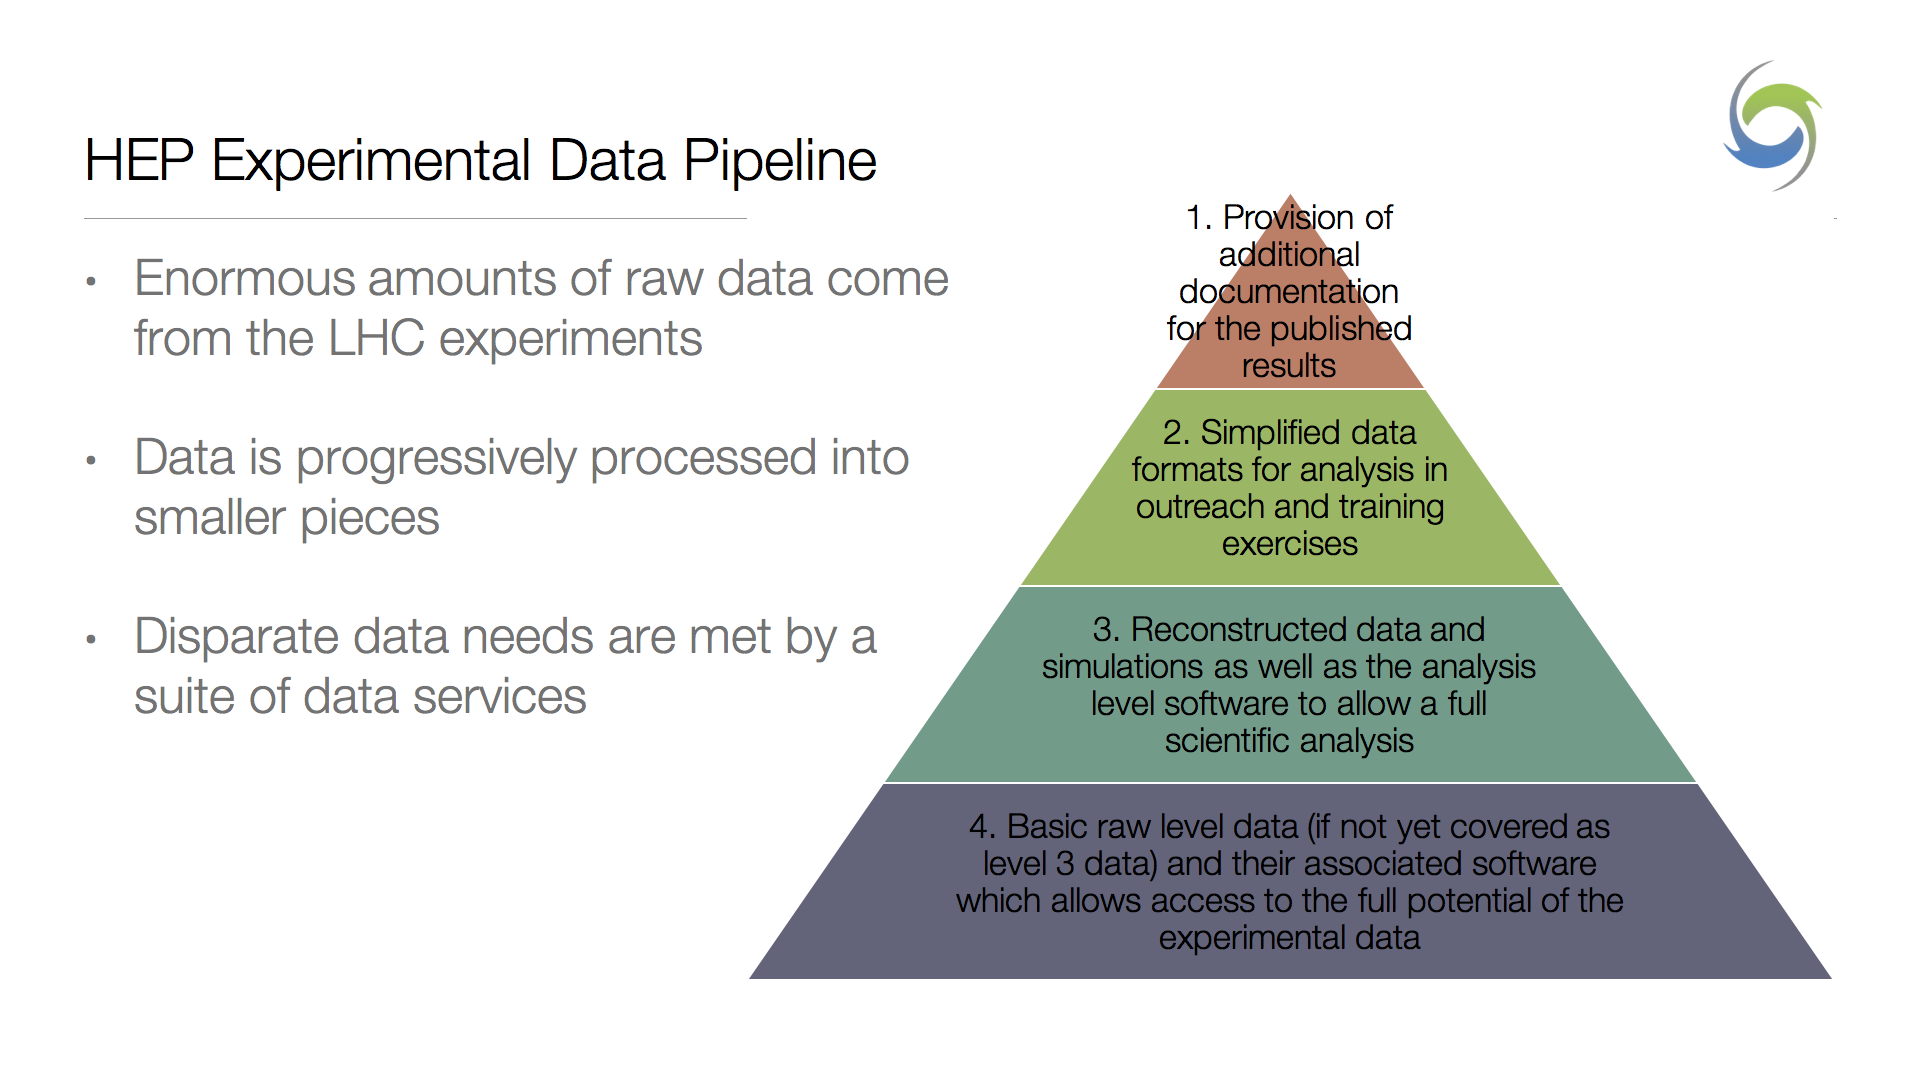 HEP Experimental Data Pipeline
• Enormous amounts of raw data come
from the LHC experiments
• Data is progressively processed into
smaller pieces
• Disparate data needs are met by a
suite of data services
1. Provision of
additional
documentation
for the published
results
2. Simplified data
formats for analysis in
outreach and training
exercises
3. Reconstructed data and
simulations as well as the analysis
level software to allow a full
scientific analysis
4. Basic raw level data (if not yet covered as
level 3 data) and their associated software
which allows access to the full potential of the
experimental data